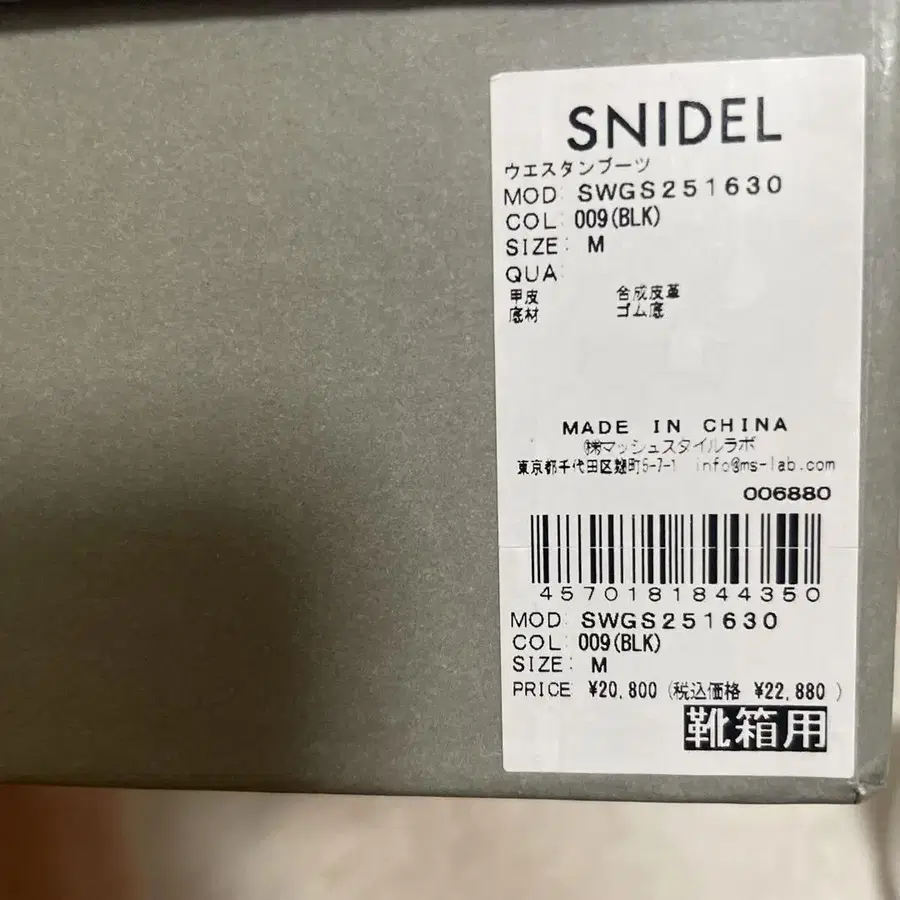 SNIDEL
ウエスタンブーツ
MOD: SWGS251630
COL: 009(BLK)
SIZE: M
QUA:
甲皮 合成皮革
底材 ゴム底
MADE IN CHINA
㈱マッシュスタイルラボ
東京都千代田区麹町5-7-1 info@ms-lab.com
006880
4570181844350
MOD: SWGS251630
COL: 009(BLK)
SIZE: M
PRICE: ¥20,800 (税込価格 ¥22,880 )
靴箱用